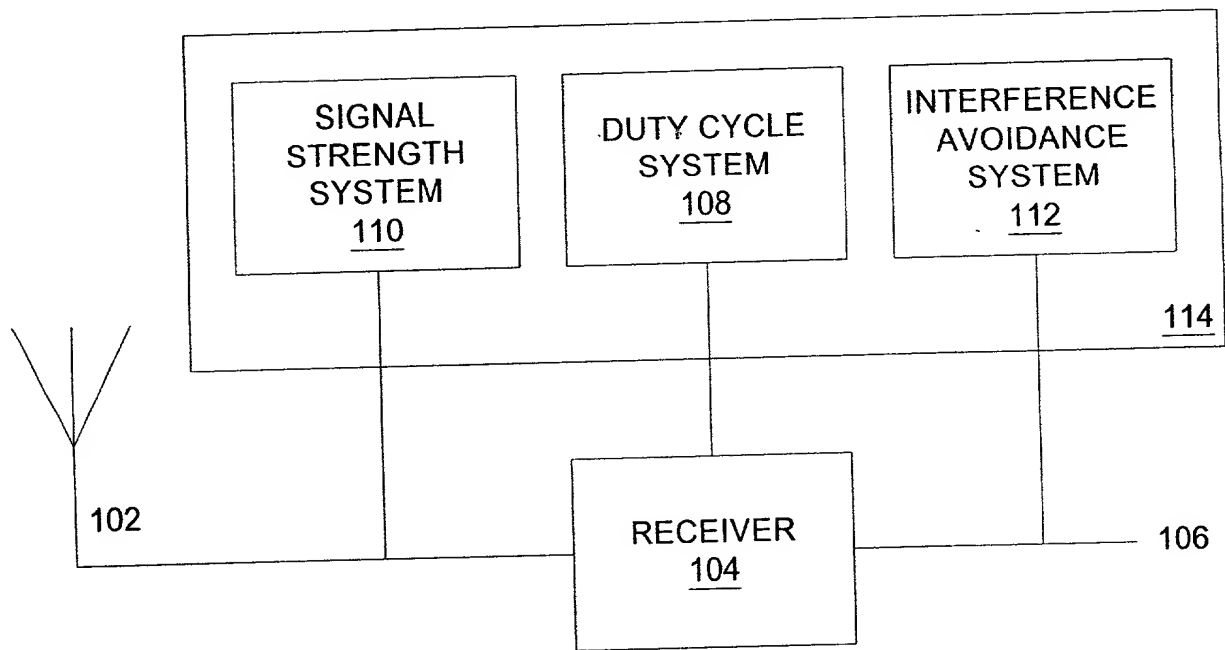 SIGNAL
STRENGTH
SYSTEM
110
DUTY CYCLE
SYSTEM
108
INTERFERENCE
AVOIDANCE
SYSTEM
112
114
102
RECEIVER
104
106